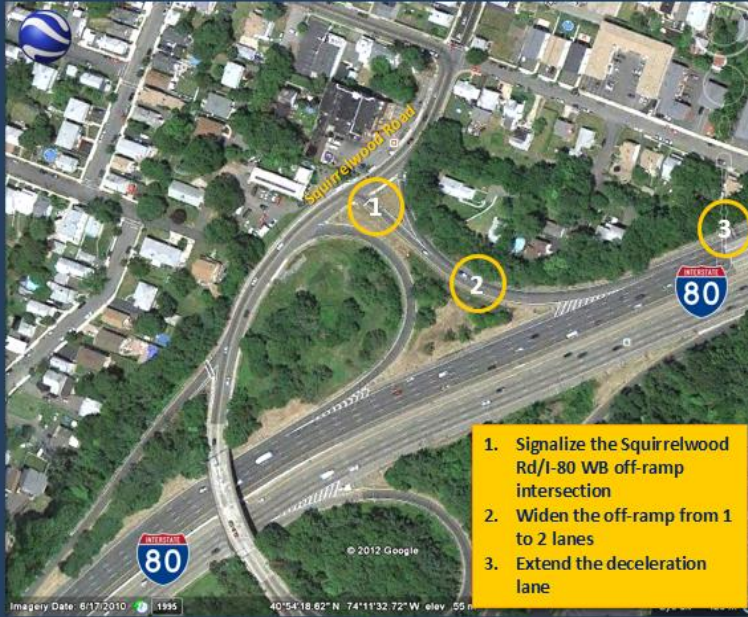 Squirrelwood Road
1
2
3
INTERSTATE
80
INTERSTATE
80
1. Signalize the Squirrelwood
Rd/I-80 WB off-ramp
intersection
2. Widen the off-ramp from 1
to 2 lanes
3. Extend the deceleration
lane
© 2012 Google
Imagery Date: 6/17/2010 1995 40°54'18.62" N 74°11'32.72" W elev 55